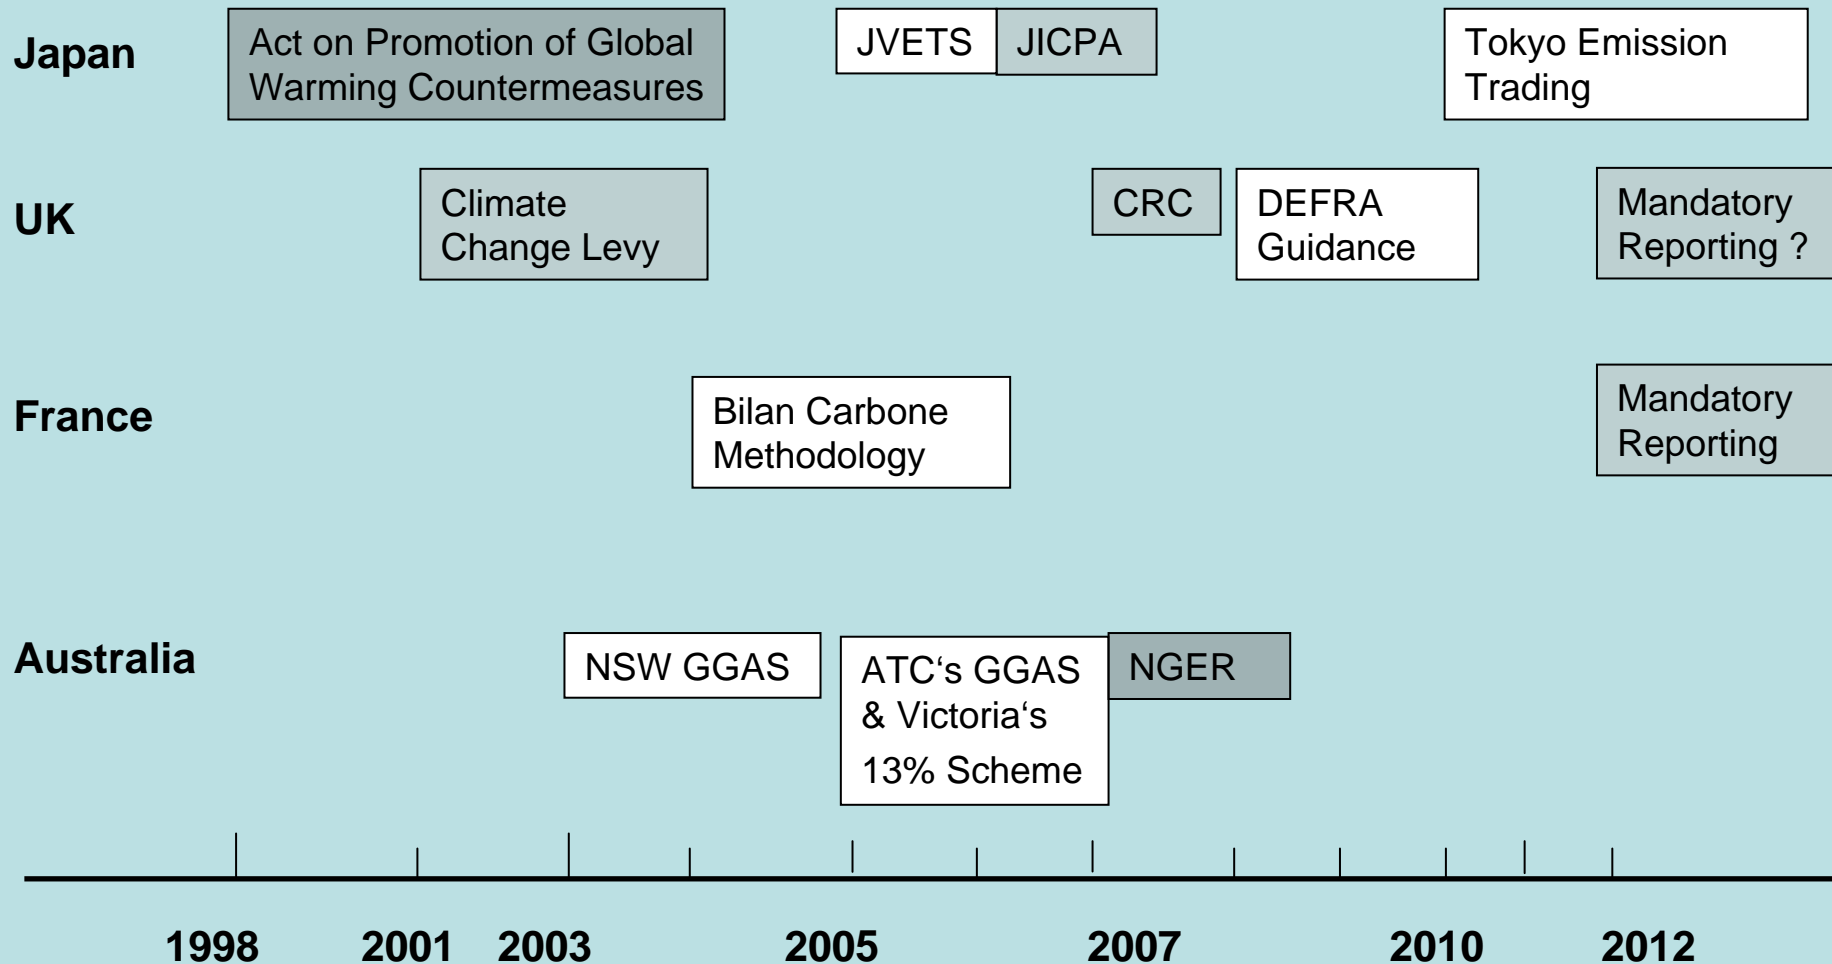 Japan
Act on Promotion of Global
Warming Countermeasures
JVETS
JICPA
Tokyo Emission
Trading
UK
Climate
Change Levy
CRC
DEFRA
Guidance
Mandatory
Reporting ?
France
Bilan Carbone
Methodology
Mandatory
Reporting
Australia
NSW GGAS
ATC‘s GGAS
& Victoria‘s
13% Scheme
NGER
1998 2001 2003 2005 2007 2010 2012